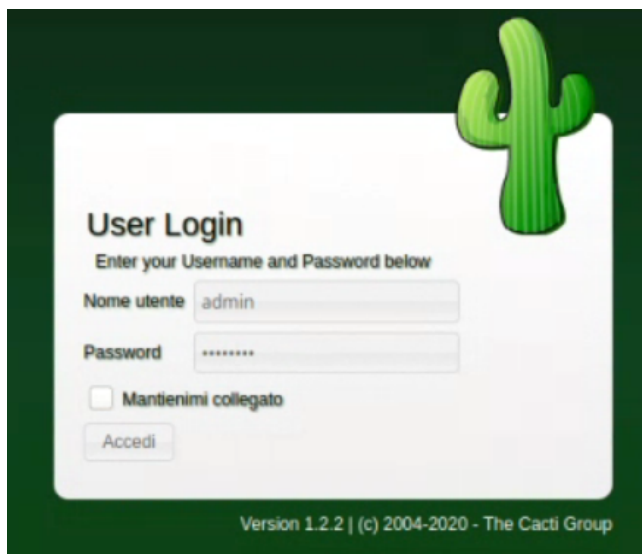 User Login
Enter your Username and Password below
Nome utente admin
Password ••••••••
Mantienimi collegato
Accedi
Version 1.2.2 | (c) 2004-2020 - The Cacti Group